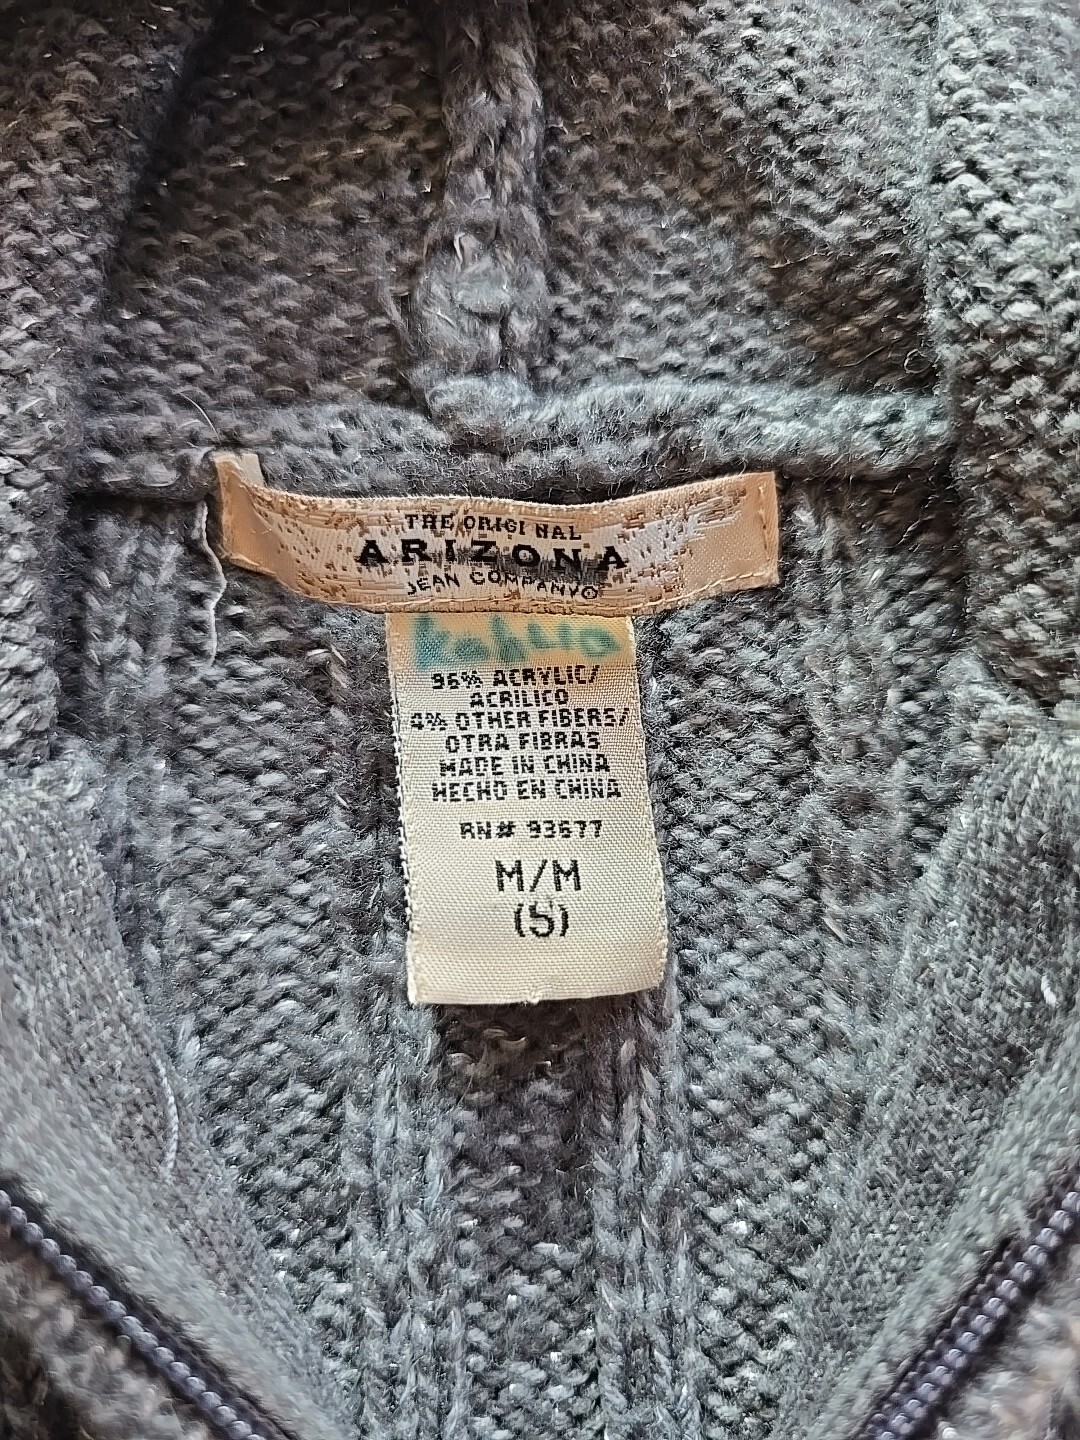 THE ORIGINAL
ARIZONA
JEAN COMPANY®
96% ACRYLIC/
ACRILICO
4% OTHER FIBERS/
OTRA FIBRAS
MADE IN CHINA
HECHO EN CHINA
RN# 93677
M/M
(S)